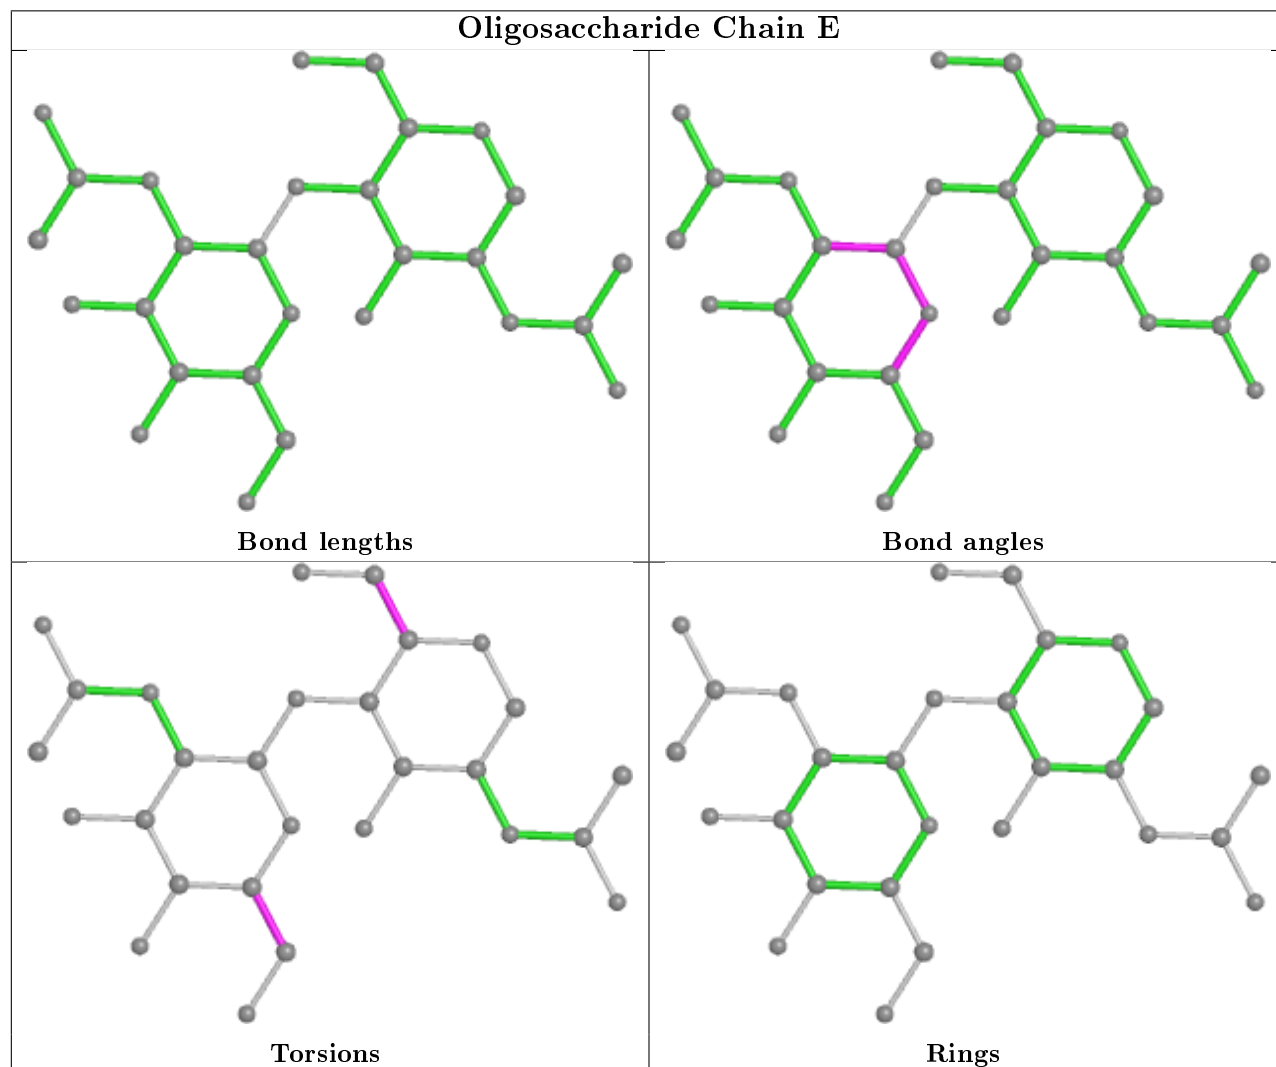 Oligosaccharide Chain E
Bond lengths
Bond angles
Torsions
Rings